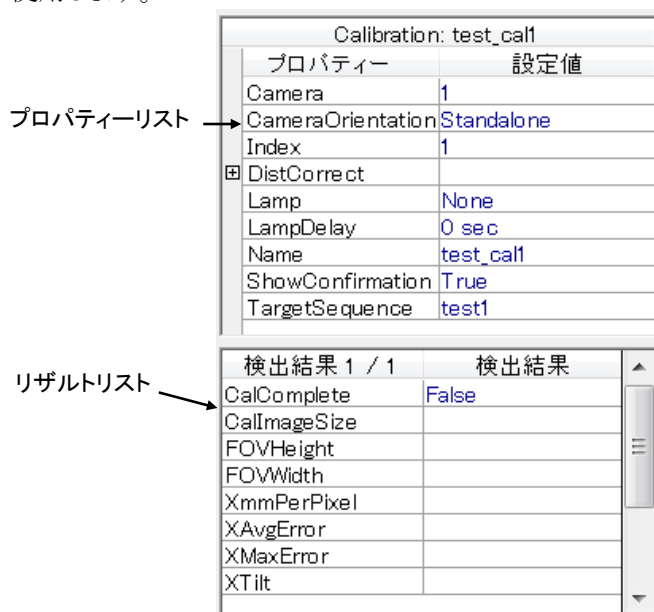 Calibration: test_cal1
プロパティー 設定値
Camera 1
プロパティーリスト
CameraOrientation Standalone
Index 1
DistCorrect
Lamp None
LampDelay 0 sec
Name test_cal1
ShowConfirmation True
TargetSequence test1
検出結果 1 / 1 検出結果
リザルトリスト
CalComplete False
CalImageSize
FOVHeight
FOVWidth
XmmPerPixel
XAvgError
XMaxError
XTilt